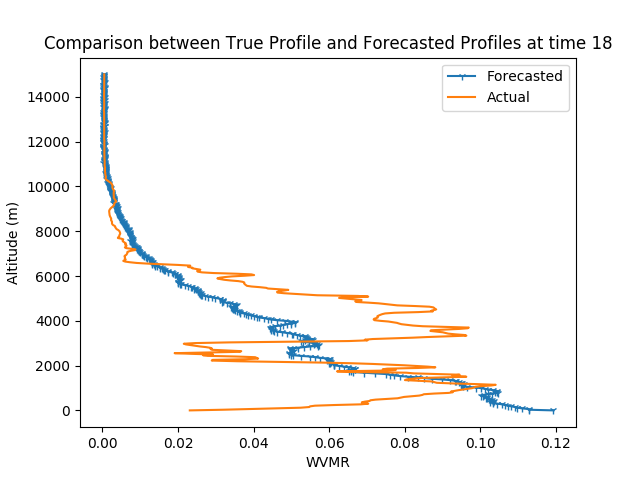 Comparison between True Profile and Forecasted Profiles at time 18
Forecasted
Actual
14000
12000
10000
8000
6000
4000
2000
0
Altitude (m)
0.00 0.02 0.04 0.06 0.08 0.10 0.12
WVMR